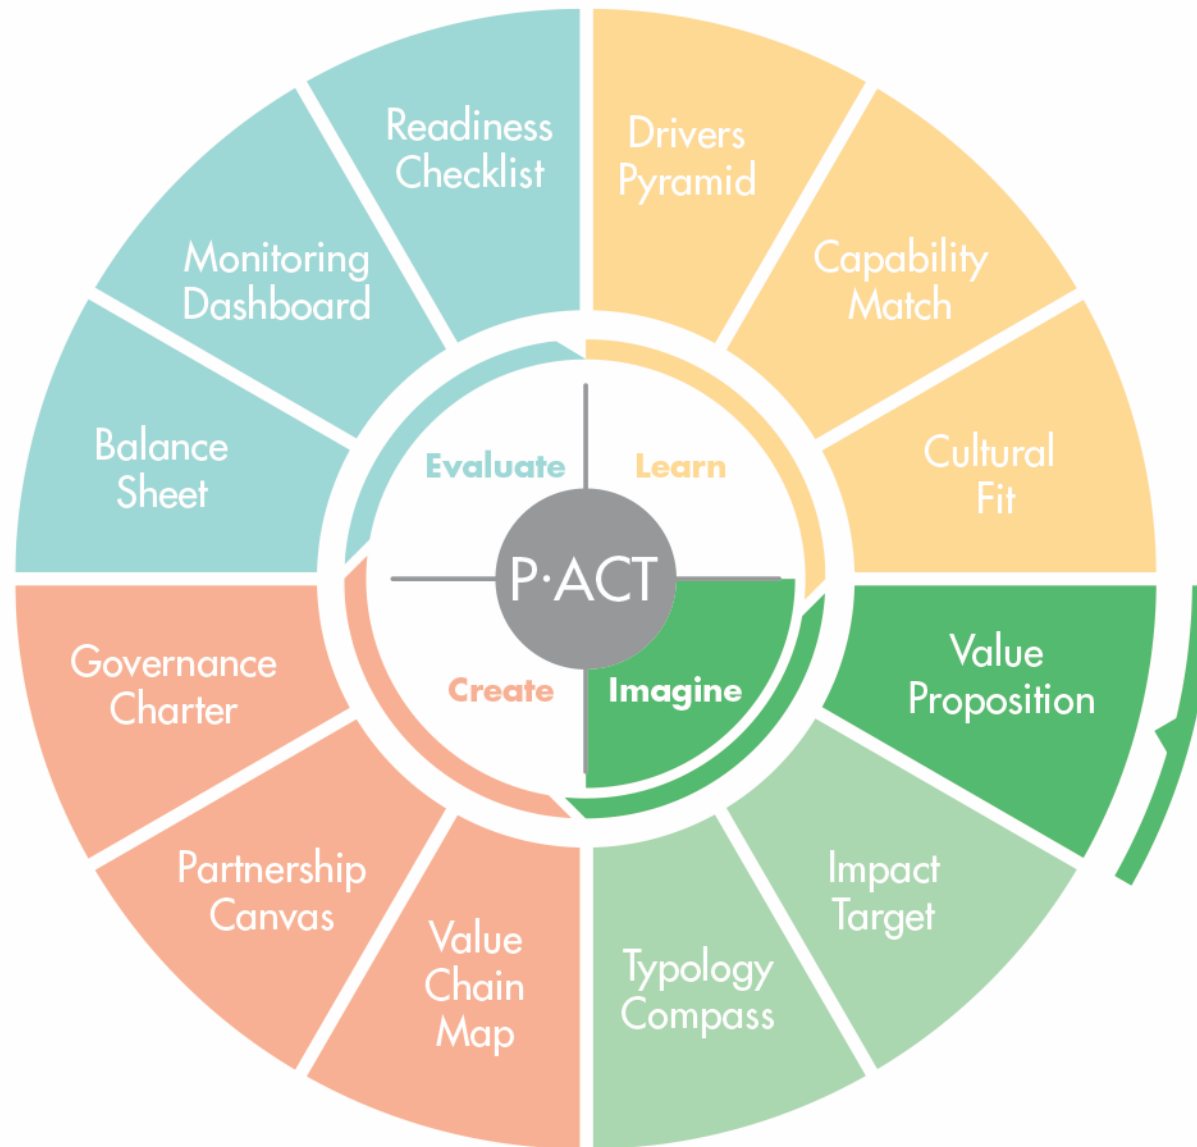 Readiness
Checklist
Drivers
Pyramid
Monitoring
Dashboard
Capability
Match
Balance
Sheet
Cultural
Fit
Evaluate
Learn
P·ACT
Create
Imagine
Governance
Charter
Value
Proposition
Partnership
Canvas
Impact
Target
Value
Chain
Map
Typology
Compass